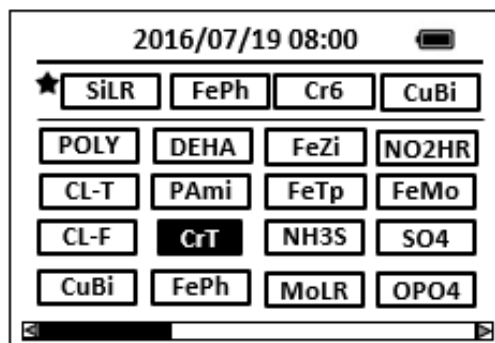 2016/07/19 08:00
SiLR FePh Cr6 CuBi
POLY DEHA FeZi NO2HR
CL-T PAmi FeTp FeMo
CL-F CrT NH3S SO4
CuBi FePh MoLR OPO4